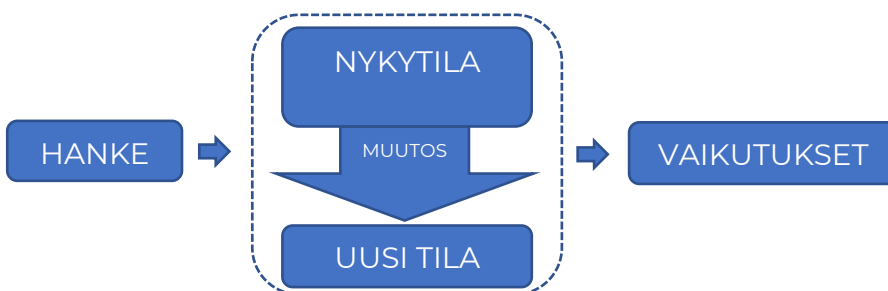 HANKE
NYKYTILA
MUUTOS
UUSI TILA
VAIKUTUKSET